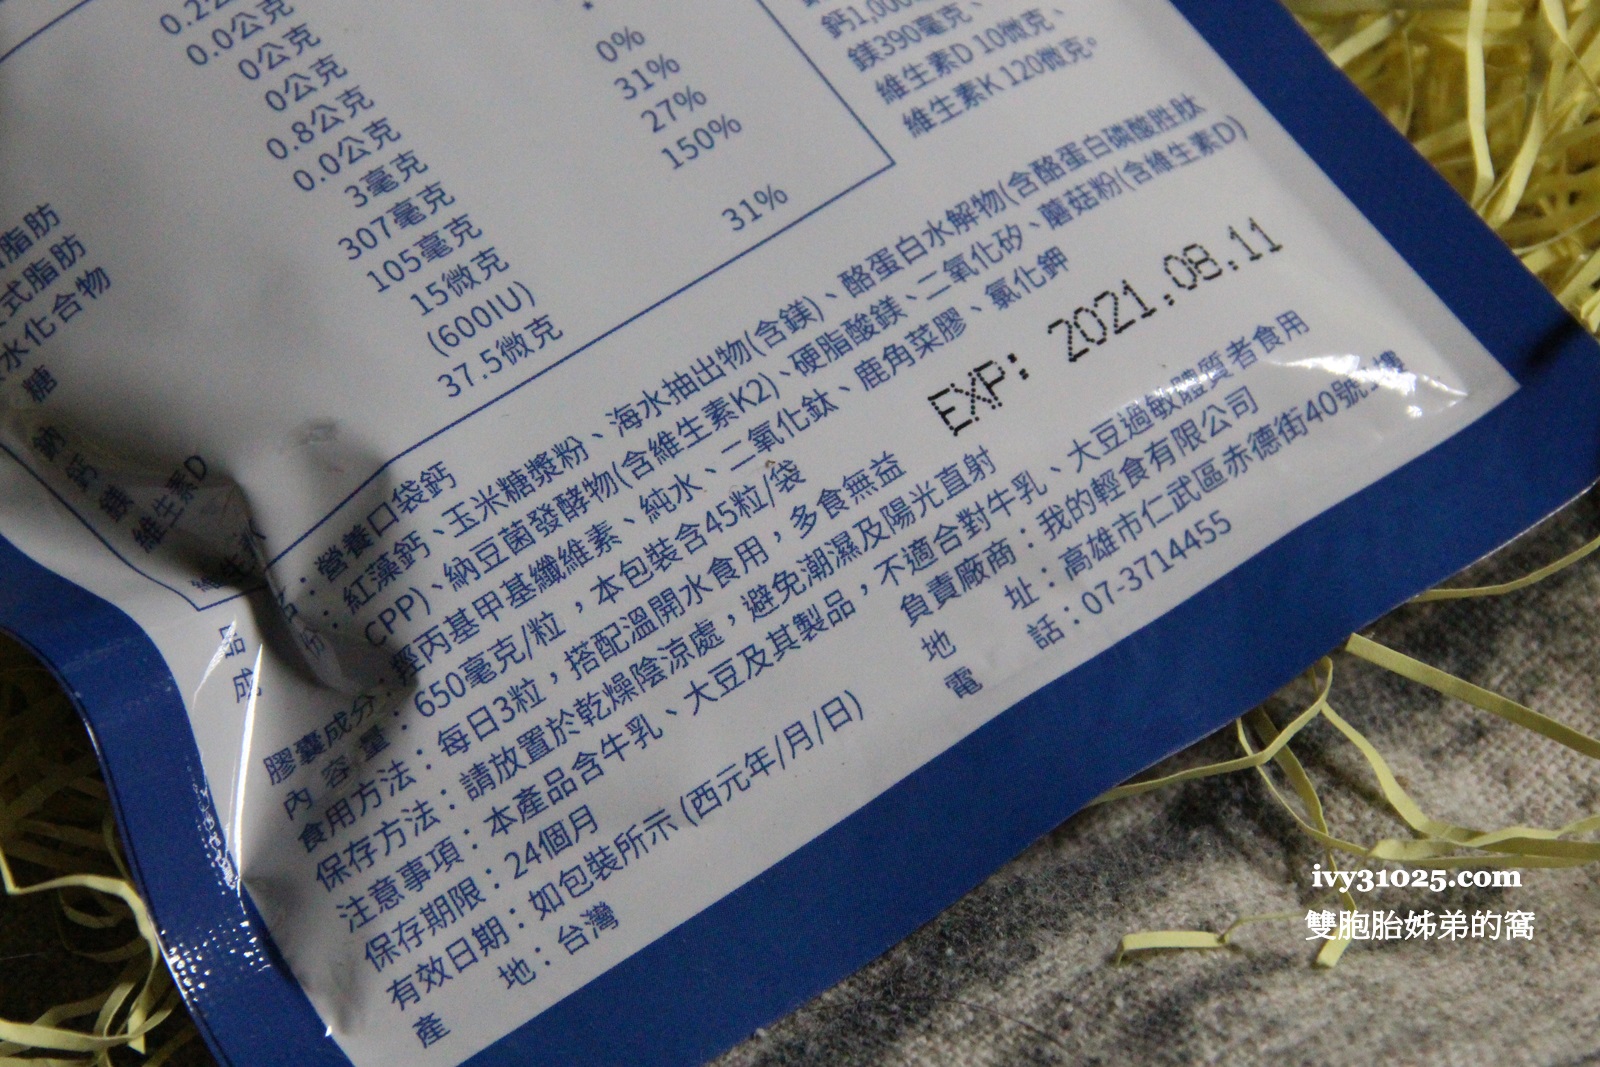 0.0公克
0公克
0公克
0.8公克
0.0公克
3毫克
307毫克
105毫克
15微克
(600IU)
37.5微克
*
0%
31%
27%
150%
31%
脂肪
式脂肪
水化合物
糖
鈉
鈣
鎂
維生素D
鎂390毫克、
維生素D 10微克、
維生素K 120微克。
品名：營養口袋鈣
成分：紅藻鈣、玉米糖漿粉、海水抽出物(含鎂)、酪蛋白水解物(含酪蛋白磷酸胜肽
CPP)、納豆菌發酵物(含維生素K2)、硬脂酸鎂、二氧化矽、蘑菇粉(含維生素D)
膠囊成分：羥丙基甲基纖維素、純水、二氧化鈦、鹿角菜膠、氯化鉀
內容量：650毫克/粒，本包裝含45粒/袋
食用方法：每日3粒，搭配溫開水食用，多食無益
保存方法：請放置於乾燥陰涼處，避免潮濕及陽光直射
注意事項：本產品含牛乳、大豆及其製品，不適合對牛乳、大豆過敏體質者食用
保存期限：24個月
有效日期：如包裝所示 (西元年/月/日)
產地：台灣
EXP: 2021.08.11
負責廠商：我的輕食有限公司
地址：高雄市仁武區赤德街40號1樓
電話：07-3714455
ivy31025.com
雙胞胎姊弟的窩